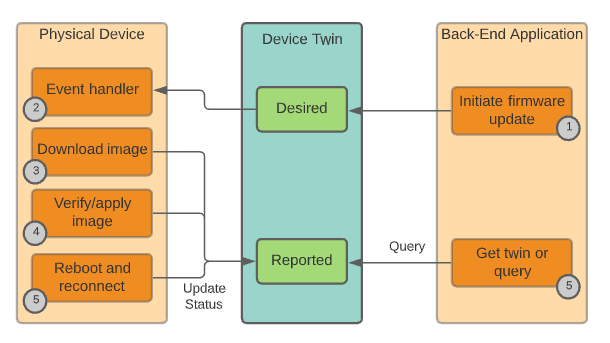 Physical Device
Event handler
2
Download image
3
Verify/apply
image
4
Reboot and
reconnect
5
Update
Status
Device Twin
Desired
Reported
Query
Back-End Application
Initiate firmware
update
1
Get twin or
query
5